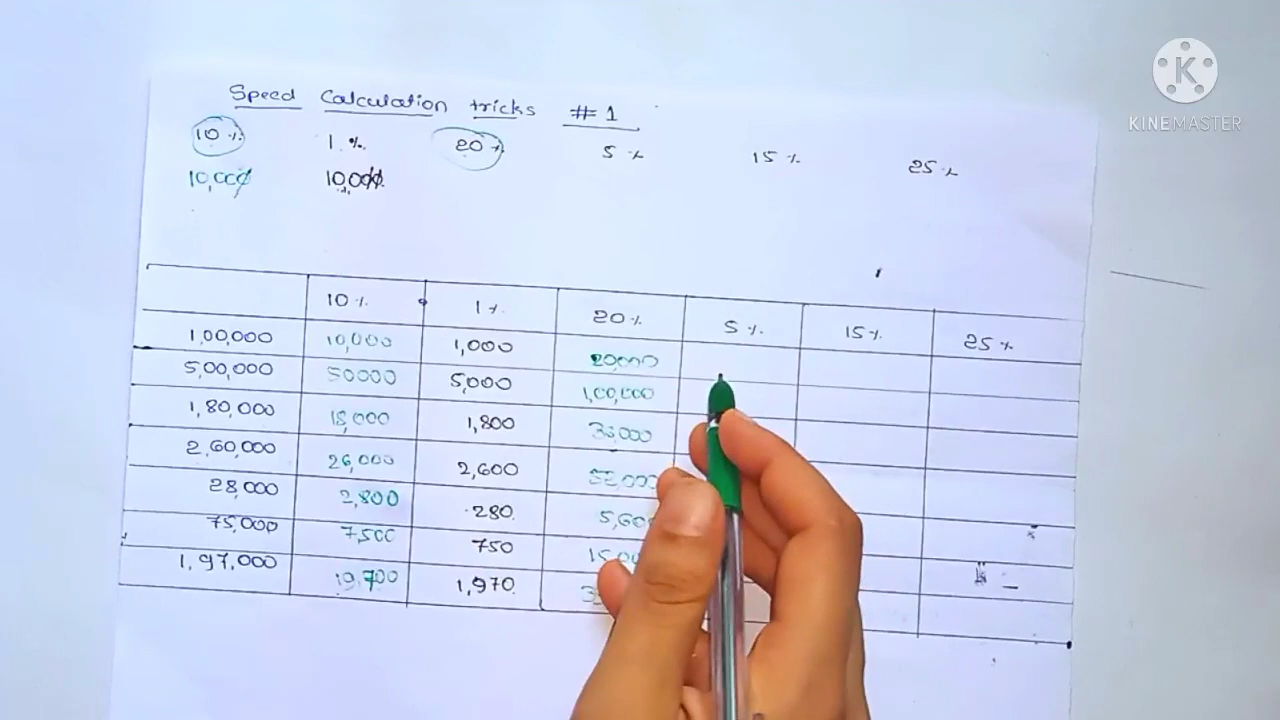 KINEMASTER
Speed Calculation tricks #1
10% 1% 20% 5% 15% 25%
10,000 10,000
10% 1% 20% 5% 15% 25%
1,00,000 10,000 1,000 20,000
5,00,000 50000 5,000 1,00,000
1,80,000 18,000 1,800 36,000
2,60,000 26,000 2,600 52,000
28,000 2,800 280
75,000 7,500 750
1,97,000 19,700 1,970